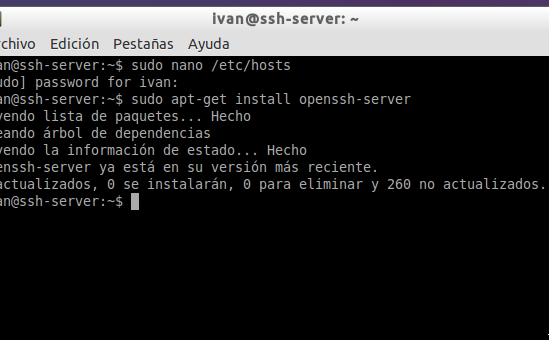 ivan@ssh-server: ~
rchivo Edición Pestañas Ayuda
an@ssh-server:~$ sudo nano /etc/hosts
udo] password for ivan:
an@ssh-server:~$ sudo apt-get install openssh-server
yendo lista de paquetes... Hecho
eando árbol de dependencias
yendo la información de estado... Hecho
enssh-server ya está en su versión más reciente.
actualizados, 0 se instalarán, 0 para eliminar y 260 no actualizados.
an@ssh-server:~$